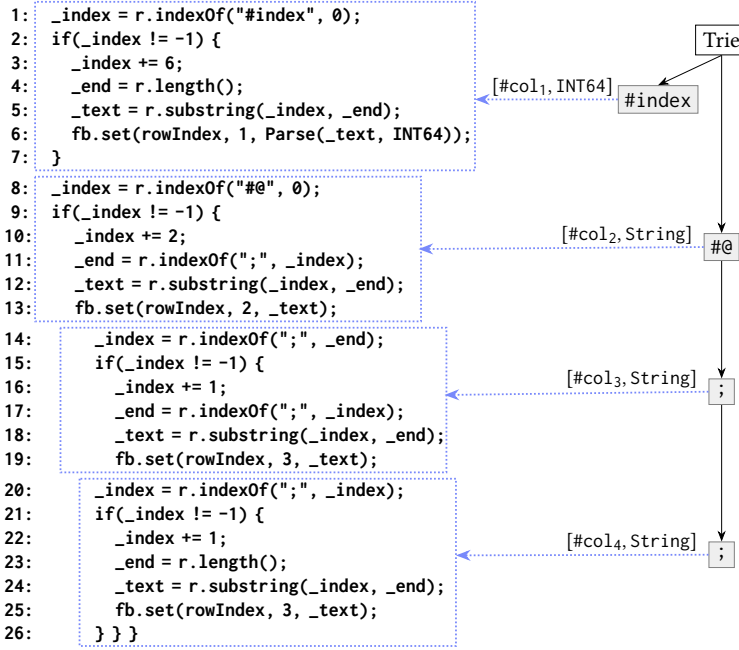 1: _index = r.indexOf("#index", 0);
2: if(_index != -1) {
3: _index += 6;
4: _end = r.length();
5: _text = r.substring(_index, _end);
6: fb.set(rowIndex, 1, Parse(_text, INT64));
7: }
8: _index = r.indexOf("#@", 0);
9: if(_index != -1) {
10: _index += 2;
11: _end = r.indexOf(";", _index);
12: _text = r.substring(_index, _end);
13: fb.set(rowIndex, 2, _text);
14: _index = r.indexOf(";", _end);
15: if(_index != -1) {
16: _index += 1;
17: _end = r.indexOf(";", _index);
18: _text = r.substring(_index, _end);
19: fb.set(rowIndex, 3, _text);
20: _index = r.indexOf(";", _index);
21: if(_index != -1) {
22: _index += 1;
23: _end = r.length();
24: _text = r.substring(_index, _end);
25: fb.set(rowIndex, 3, _text);
26: } } }
Trie
[#col₁, INT64]
#index
[#col₂, String]
#@
[#col₃, String]
;
[#col₄, String]
;